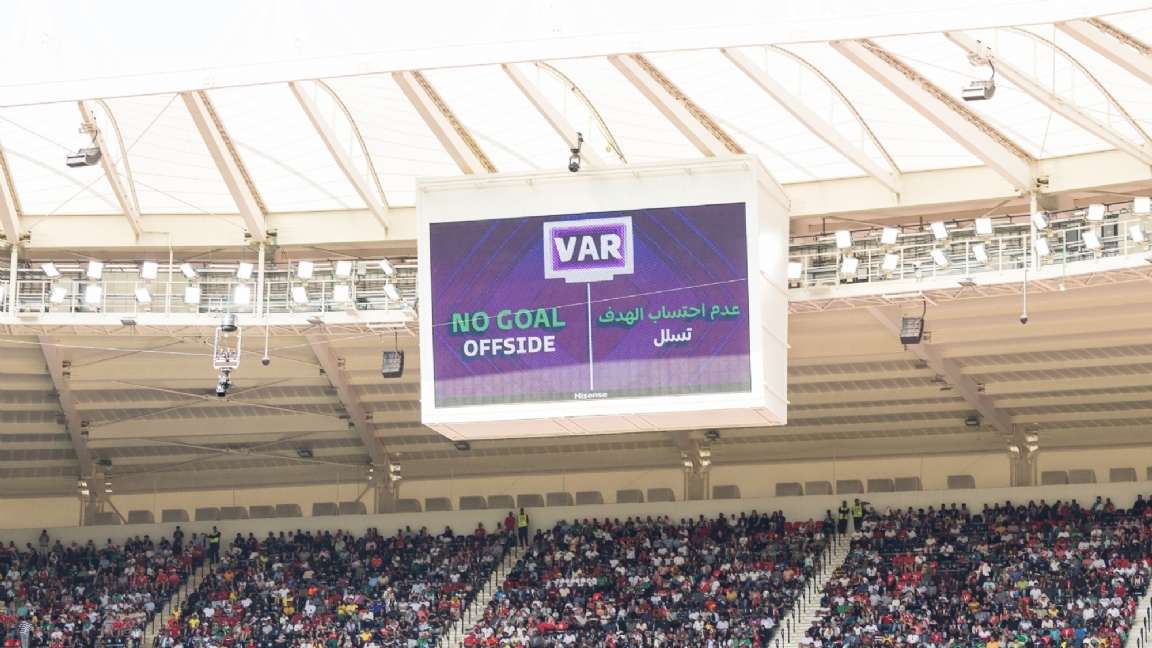 VAR
NO GOAL
OFFSIDE
عدم احتساب الهدف
تسلل
Hisense